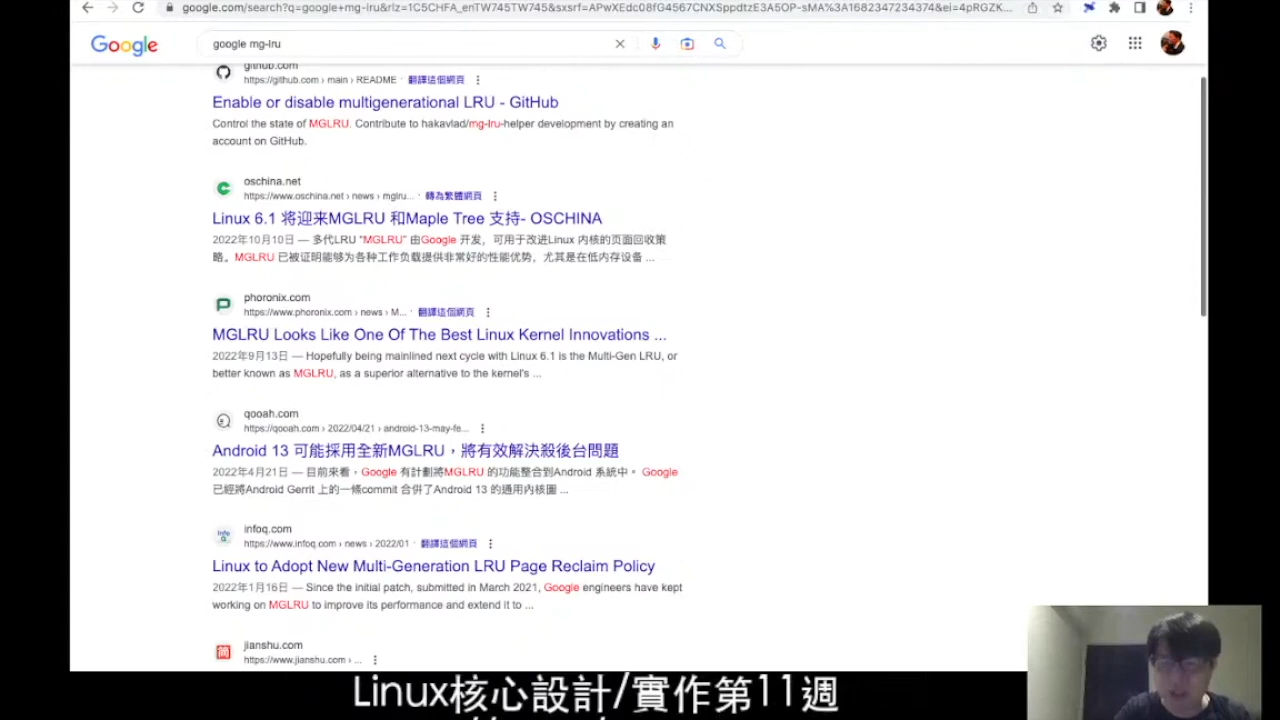 google.com/search?q=google+mg-lru&rlz=1C5CHFA_enTW745TW745&sxsrf=APwXEdc08fG4567CNXSppdtzE3A5OP-sMA%3A1682347234374&ei=4pRGZK...
Google
google mg-lru
github.com
https://github.com › main › README · 翻譯這個網頁
Enable or disable multigenerational LRU - GitHub
Control the state of MGLRU. Contribute to hakavlad/mg-lru-helper development by creating an
account on GitHub.
oschina.net
https://www.oschina.net › news › mglru... · 轉為繁體網頁
Linux 6.1 将迎来MGLRU 和Maple Tree 支持- OSCHINA
2022年10月10日 — 多代LRU "MGLRU" 由Google 开发，可用于改进Linux 内核的页面回收策
略。MGLRU 已被证明能够为各种工作负载提供非常好的性能优势，尤其是在低内存设备 ...
phoronix.com
https://www.phoronix.com › news › M... · 翻譯這個網頁
MGLRU Looks Like One Of The Best Linux Kernel Innovations ...
2022年9月13日 — Hopefully being mainlined next cycle with Linux 6.1 is the Multi-Gen LRU, or
better known as MGLRU, as a superior alternative to the kernel's ...
qooah.com
https://qooah.com › 2022/04/21 › android-13-may-fe...
Android 13 可能採用全新MGLRU，將有效解決殺後台問題
2022年4月21日 — 目前來看，Google 有計劃將MGLRU 的功能整合到Android 系統中。 Google
已經將Android Gerrit 上的一條commit 合併了Android 13 的通用內核圖 ...
infoq.com
https://www.infoq.com › news › 2022/01 · 翻譯這個網頁
Linux to Adopt New Multi-Generation LRU Page Reclaim Policy
2022年1月16日 — Since the initial patch, submitted in March 2021, Google engineers have kept
working on MGLRU to improve its performance and extend it to ...
jianshu.com
https://www.jianshu.com › ...
Linux核心設計/實作第11週